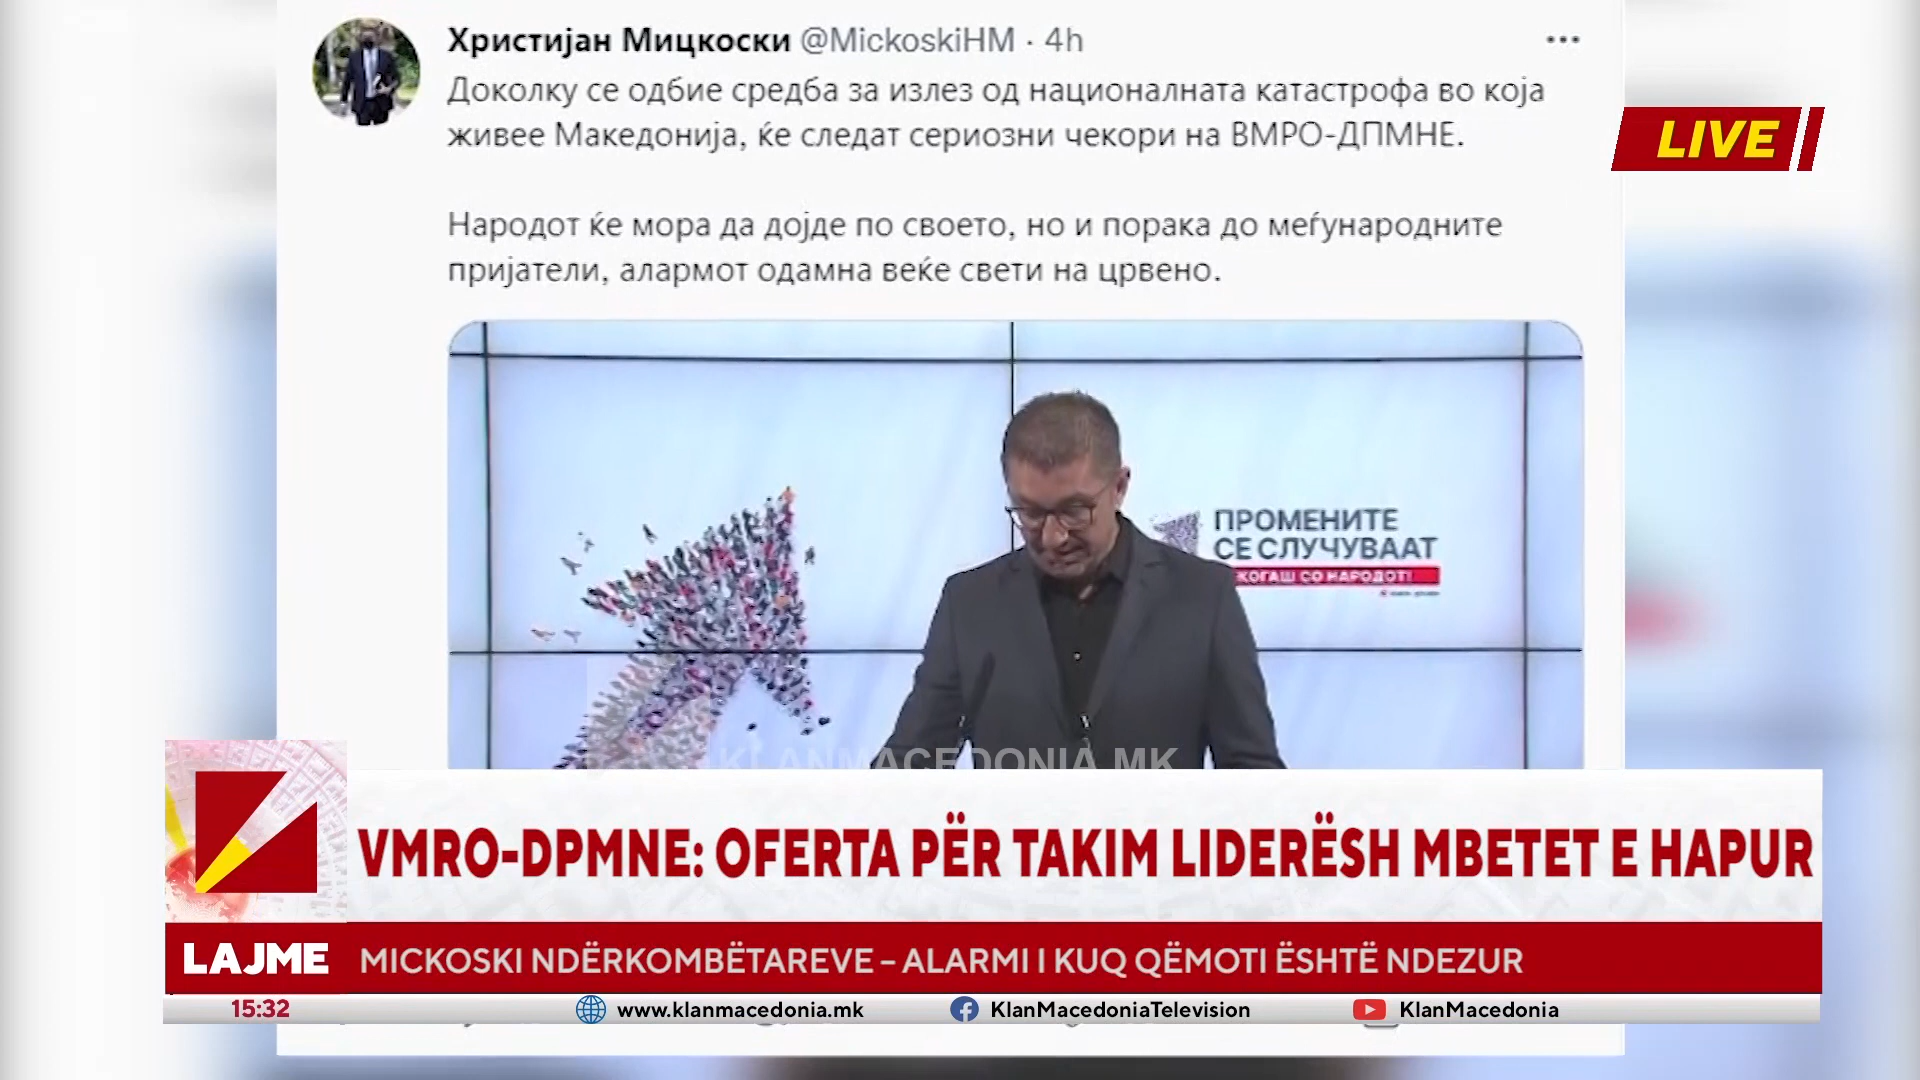 Христијан Мицкоски @MickoskiHM · 4h
Доколку се одбие средба за излез од националната катастрофа во која
живее Македонија, ќе следат сериозни чекори на ВМРО-ДПМНЕ.
Народот ќе мора да дојде по своето, но и порака до меѓународните
пријатели, алармот одамна веќе свети на црвено.
LIVE
ПРОМЕНИТЕ
СЕ СЛУЧУВААТ
СО НАРОДОТ!
KLANMACEDONIA.MK
VMRO-DPMNE: OFERTA PËR TAKIM LIDERËSH MBETET E HAPUR
LAJME
MICKOSKI NDËRKOMBËTAREVE – ALARMI I KUQ QËMOTI ËSHTË NDEZUR
15:32
www.klanmacedonia.mk
KlanMacedoniaTelevision
KlanMacedonia